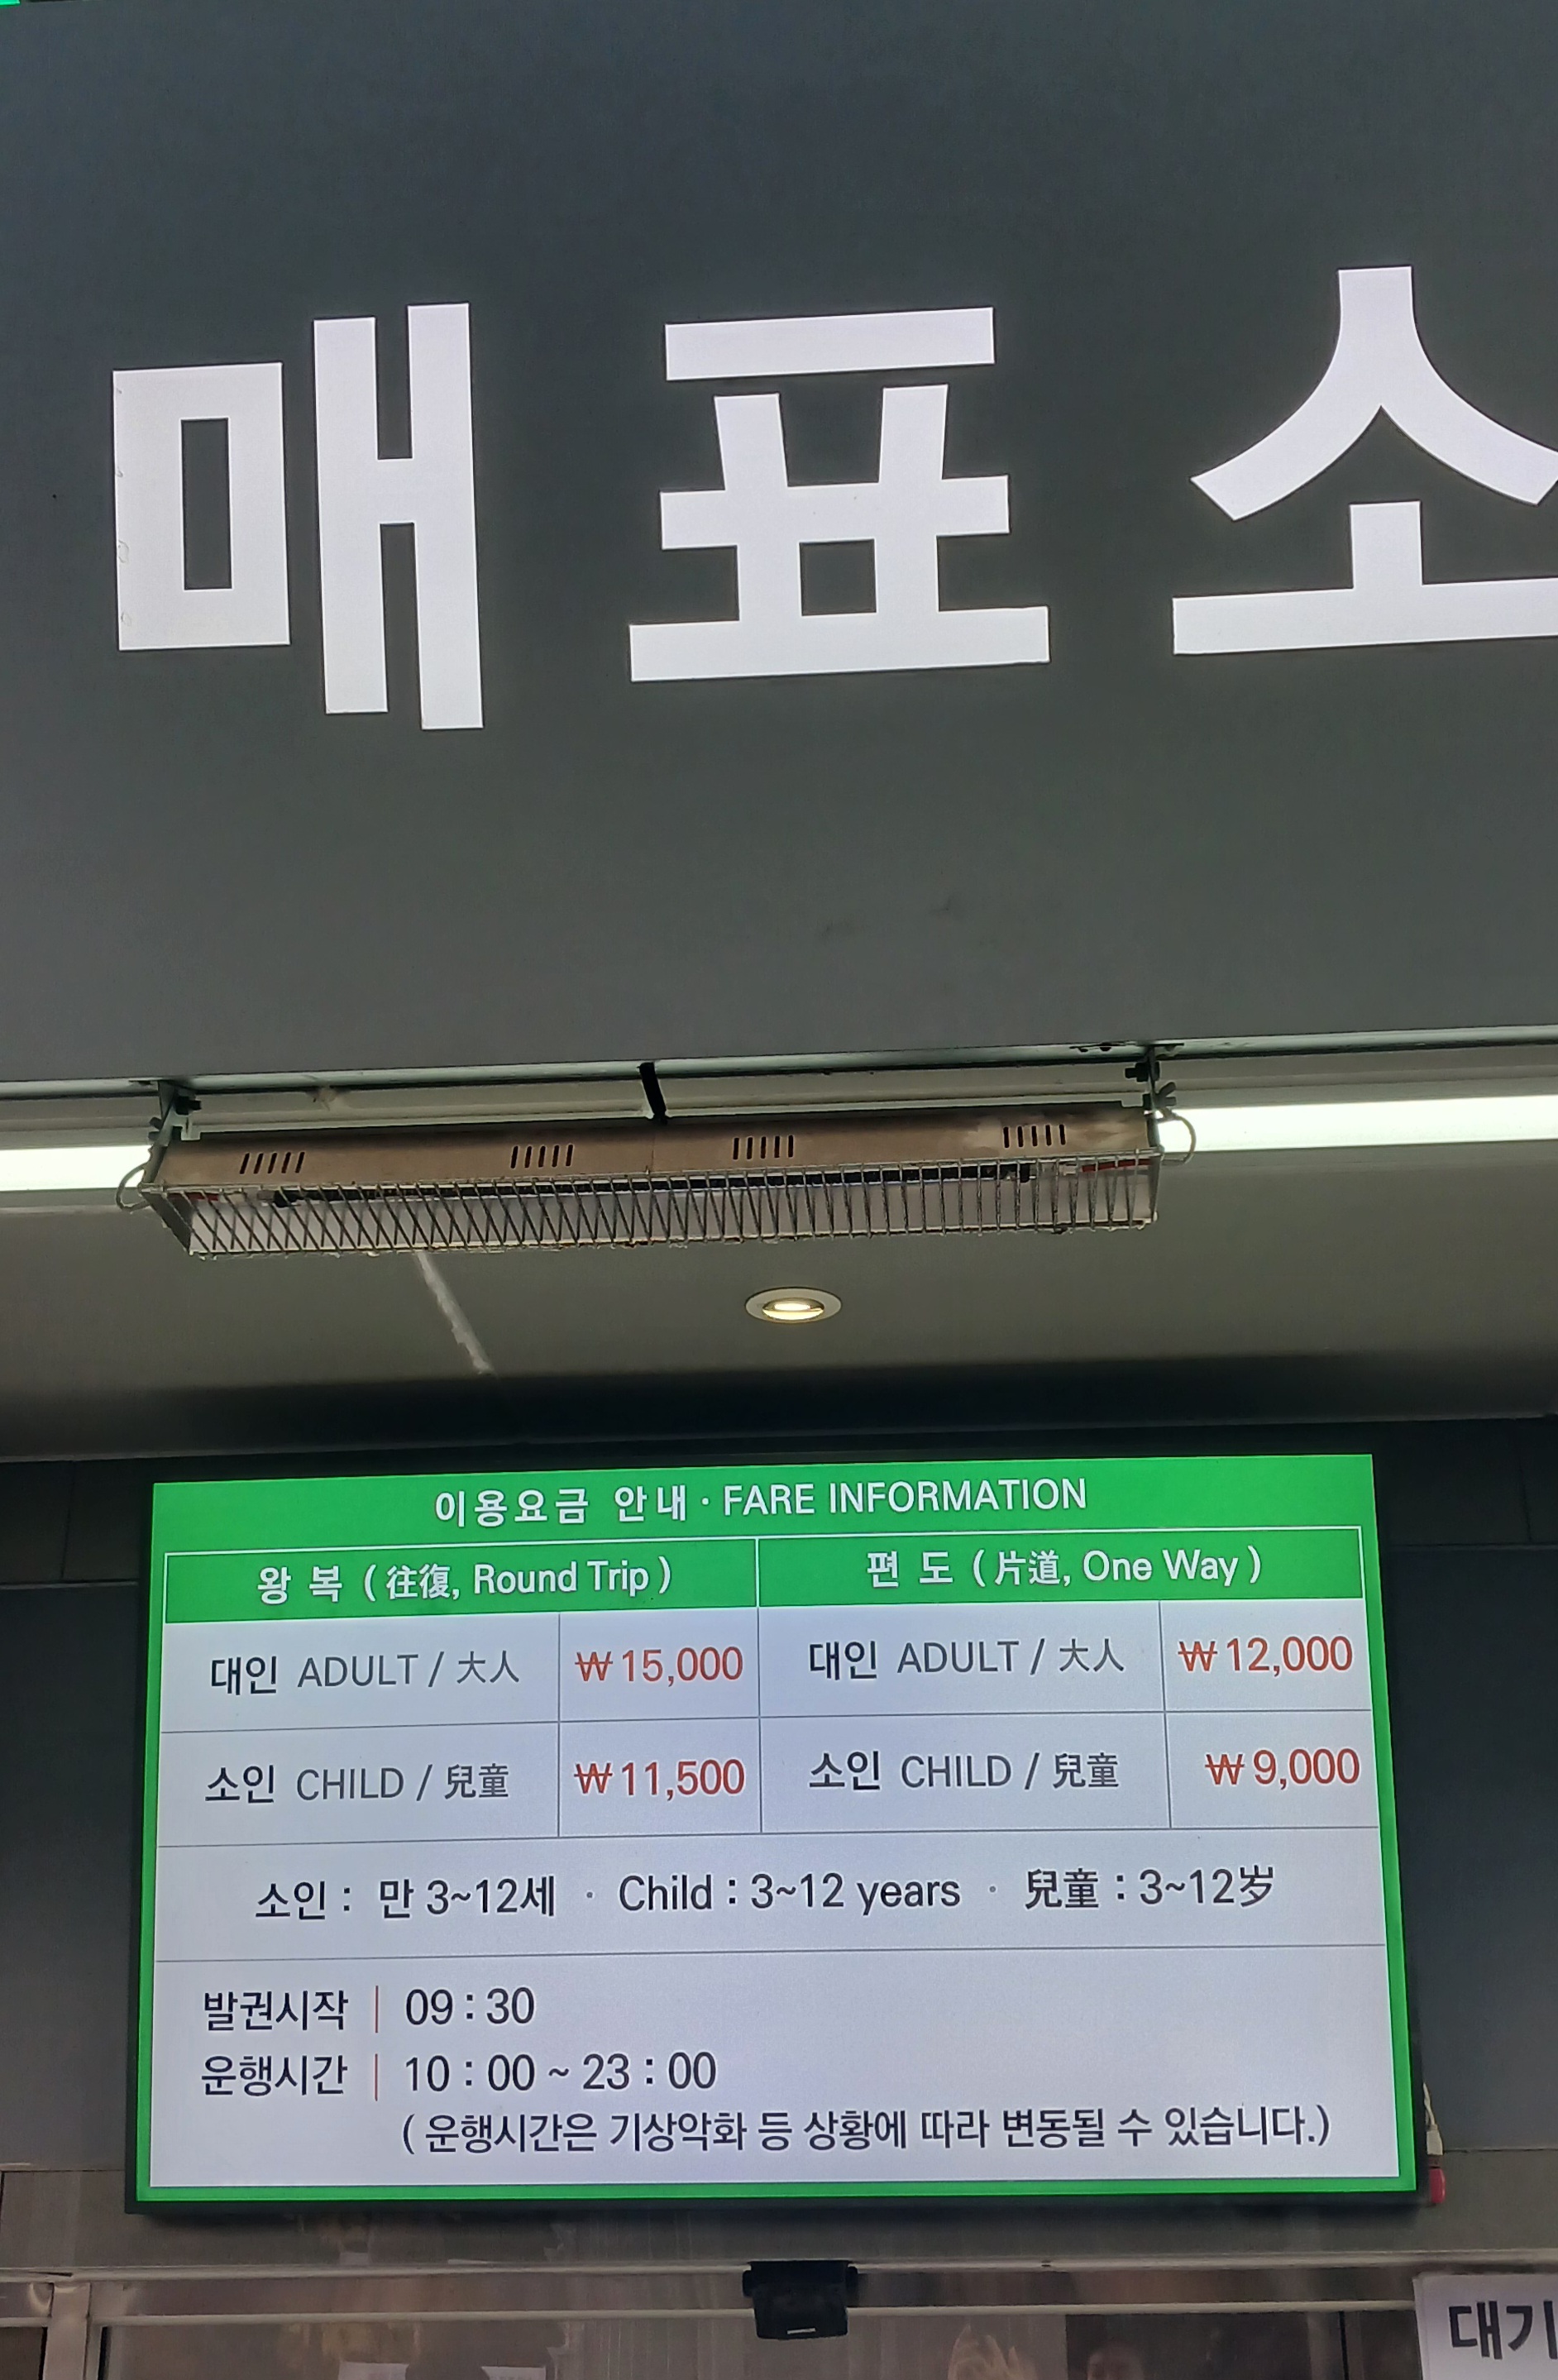 매표소
이용요금 안내 · FARE INFORMATION
왕 복 ( 往復, Round Trip )
편 도 ( 片道, One Way )
대인 ADULT / 大人 ₩15,000
대인 ADULT / 大人 ₩12,000
소인 CHILD / 兒童 ₩11,500
소인 CHILD / 兒童 ₩9,000
소인 : 만 3~12세 · Child : 3~12 years · 兒童 : 3~12岁
발권시작 | 09 : 30
운행시간 | 10 : 00 ~ 23 : 00
( 운행시간은 기상악화 등 상황에 따라 변동될 수 있습니다.)
대기